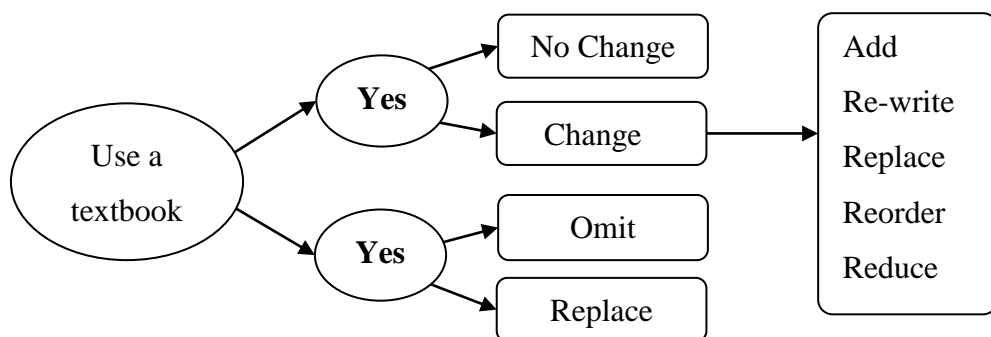 Use a
textbook
Yes
No Change
Change
Yes
Omit
Replace
Add
Re-write
Replace
Reorder
Reduce